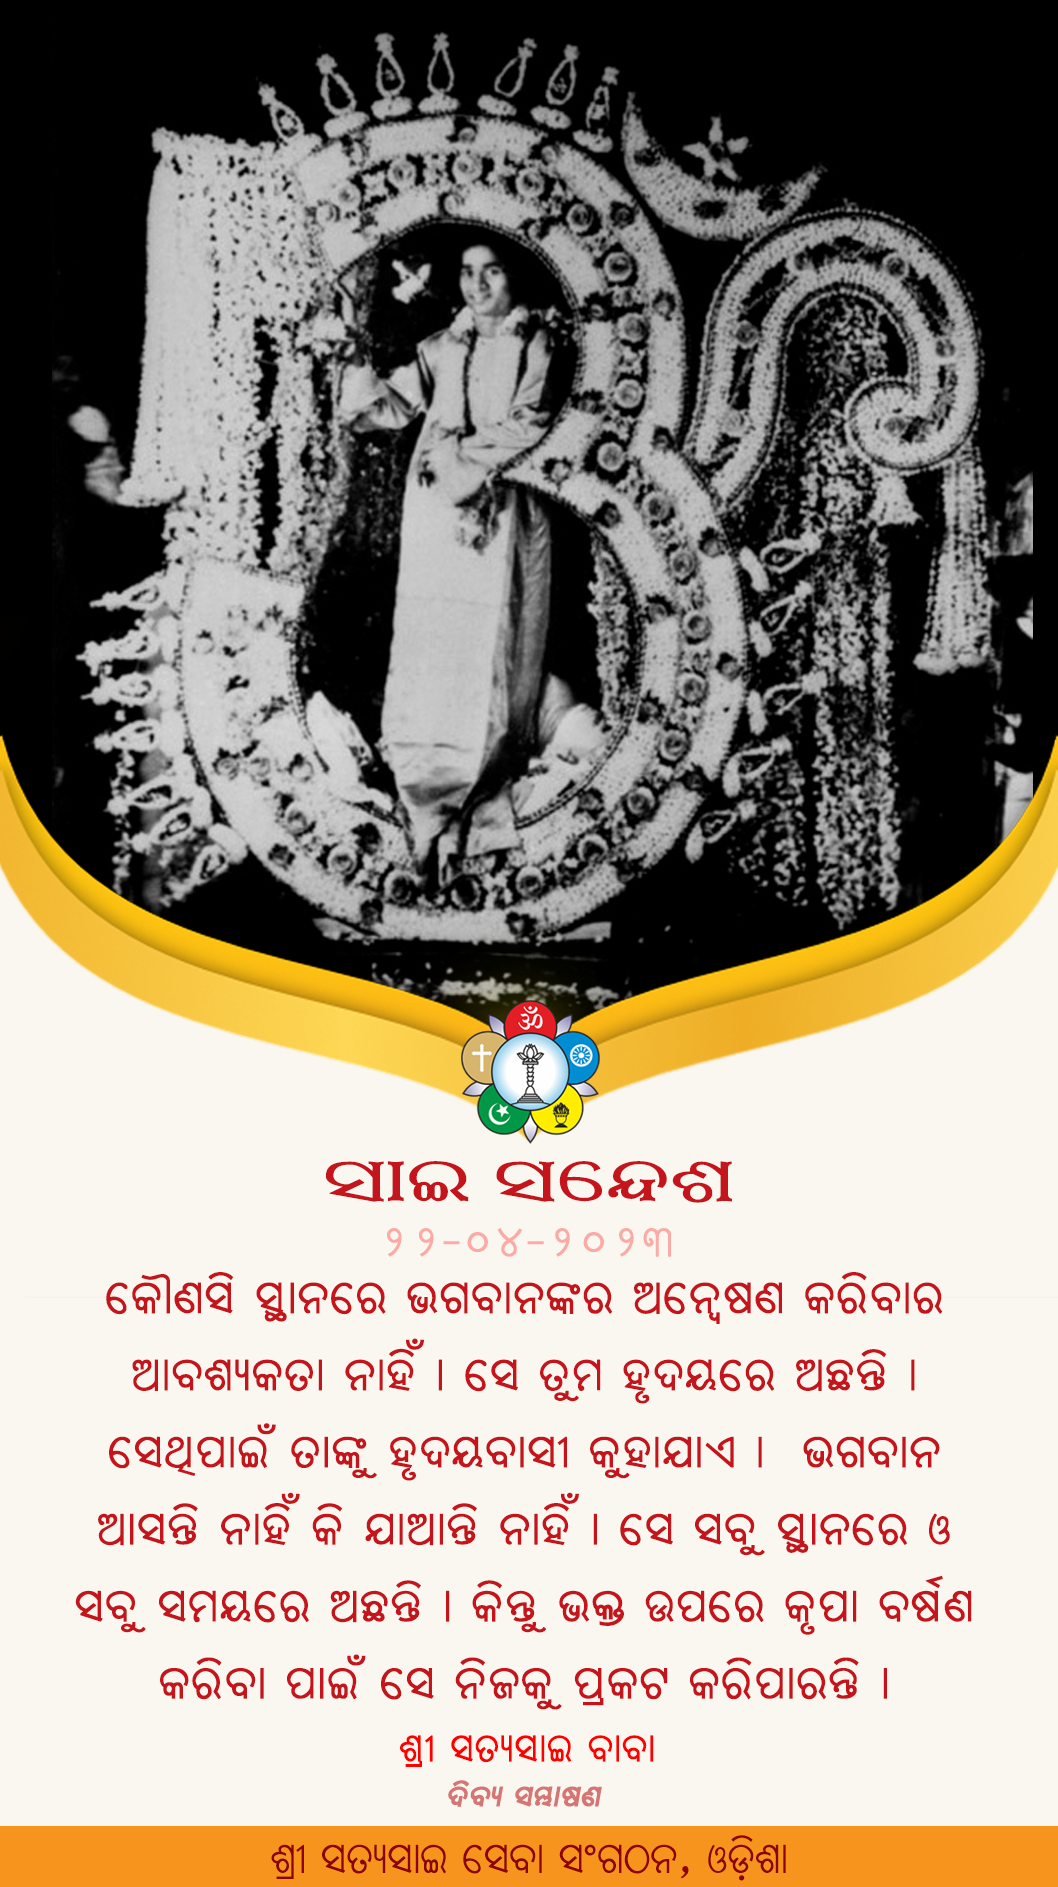 ॐ
ସାଇ ସନ୍ଦେଶ
୨୨-୦୪-୨୦୨୩
କୌଣସି ସ୍ଥାନରେ ଭଗବାନଙ୍କର ଅନ୍ୱେଷଣ କରିବାର
ଆବଶ୍ୟକତା ନାହିଁ । ସେ ତୁମ ହୃଦୟରେ ଅଛନ୍ତି ।
ସେଥିପାଇଁ ତାଙ୍କୁ ହୃଦୟବାସୀ କୁହାଯାଏ । ଭଗବାନ
ଆସନ୍ତି ନାହିଁ କି ଯାଆନ୍ତି ନାହିଁ । ସେ ସବୁ ସ୍ଥାନରେ ଓ
ସବୁ ସମୟରେ ଅଛନ୍ତି । କିନ୍ତୁ ଭକ୍ତ ଉପରେ କୃପା ବର୍ଷଣ
କରିବା ପାଇଁ ସେ ନିଜକୁ ପ୍ରକଟ କରିପାରନ୍ତି ।
ଶ୍ରୀ ସତ୍ୟସାଇ ବାବା
ଦିବ୍ୟ ସମ୍ଭାଷଣ
ଶ୍ରୀ ସତ୍ୟସାଇ ସେବା ସଂଗଠନ, ଓଡ଼ିଶା